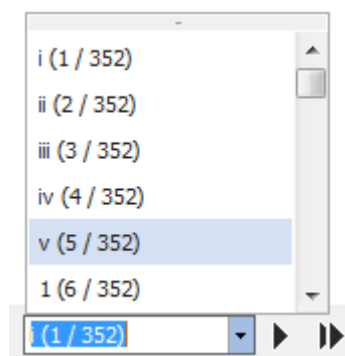 i (1 / 352)
ii (2 / 352)
iii (3 / 352)
iv (4 / 352)
v (5 / 352)
1 (6 / 352)
i (1 / 352)